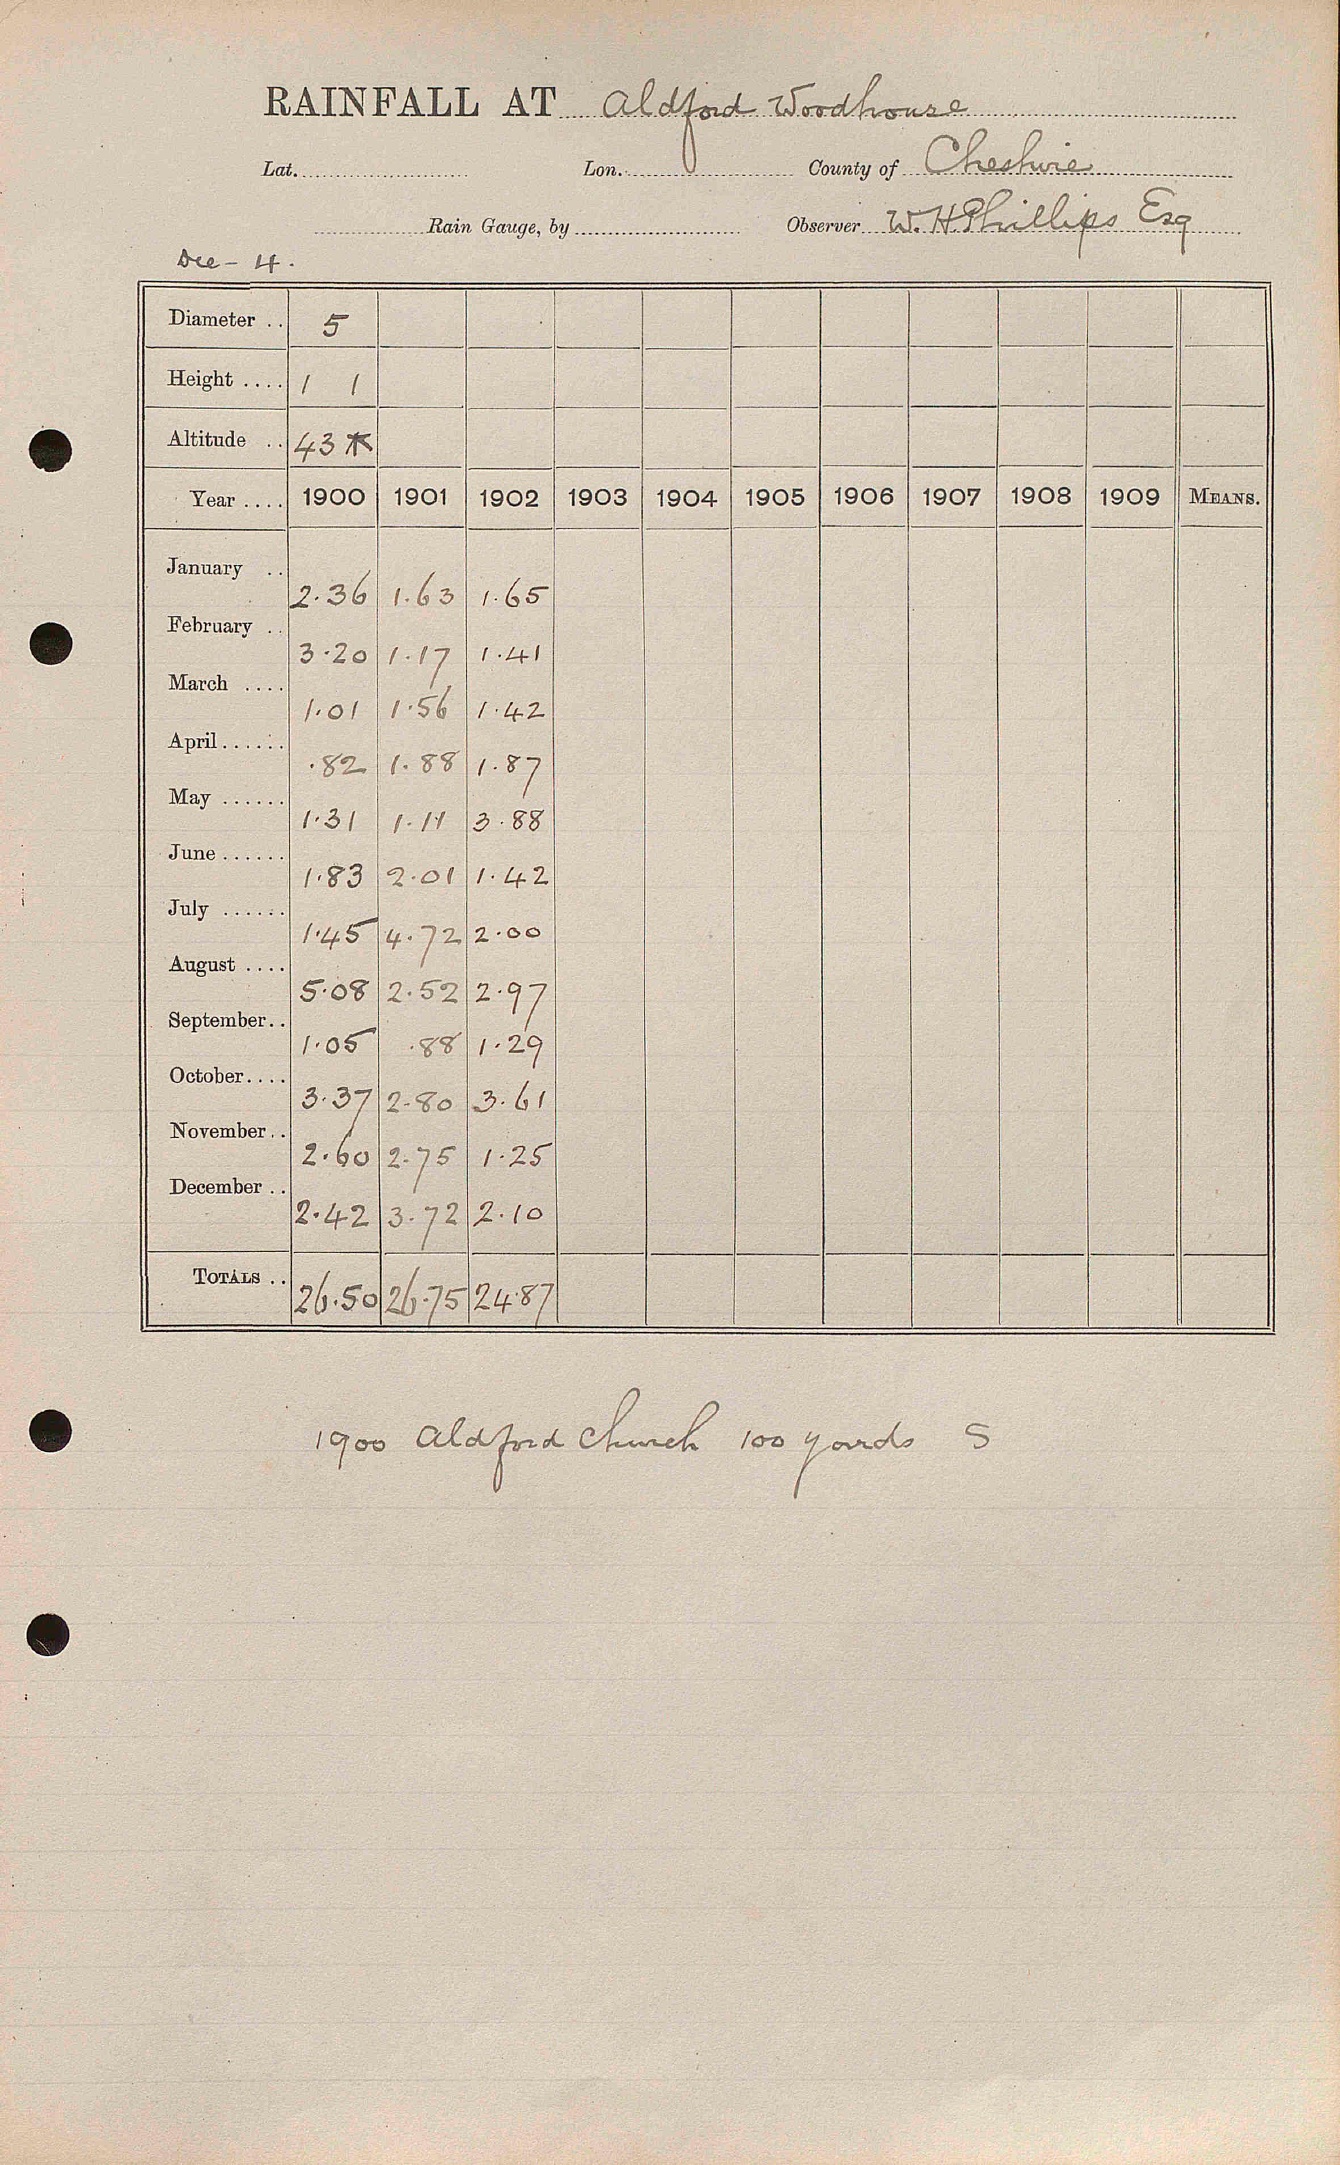 RAINFALL AT Aldford Woodhouse
Lat. Lon. County of Cheshire
Rain Gauge, by Observer W. H. Phillips Esq
Dee - 4.
Diameter .. 5
Height .... 1 1
Altitude .. 43 *
Year .... 1900 1901 1902 1903 1904 1905 1906 1907 1908 1909 MEANS.
January .. 2.36 1.63 1.65
February .. 3.20 1.17 1.41
March .... 1.01 1.56 1.42
April...... .82 1.88 1.87
May ...... 1.31 1.11 3.88
June ...... 1.83 2.01 1.42
July ...... 1.45 4.72 2.00
August .... 5.08 2.52 2.97
September.. 1.05 .88 1.29
October.... 3.37 2.80 3.61
November.. 2.60 2.75 1.25
December .. 2.42 3.72 2.10
TOTALS .. 26.50 26.75 24.87
1900 Aldford Church 100 yards S